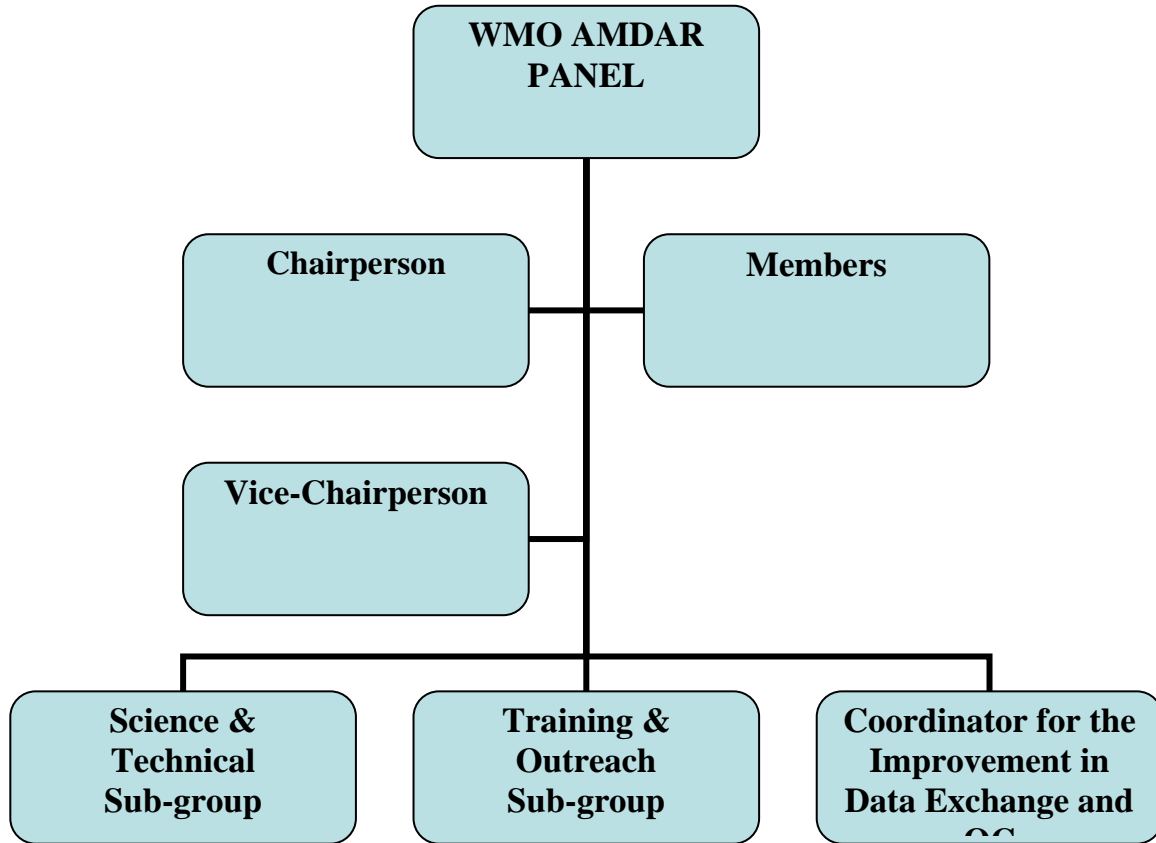 WMO AMDAR
PANEL
Chairperson
Members
Vice-Chairperson
Science &
Technical
Sub-group
Training &
Outreach
Sub-group
Coordinator for the
Improvement in
Data Exchange and